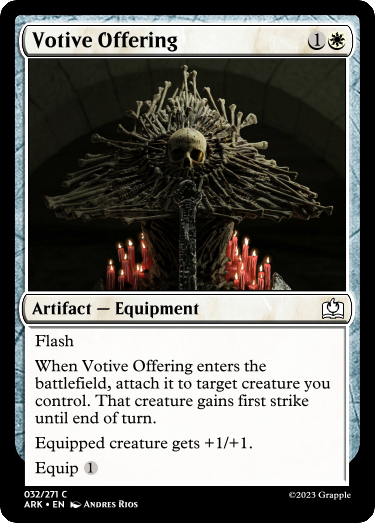 Votive Offering 1
Artifact — Equipment
Flash
When Votive Offering enters the
battlefield, attach it to target creature you
control. That creature gains first strike
until end of turn.
Equipped creature gets +1/+1.
Equip 1
032/271 C
ARK • EN Andres Rios
©2023 Grapple